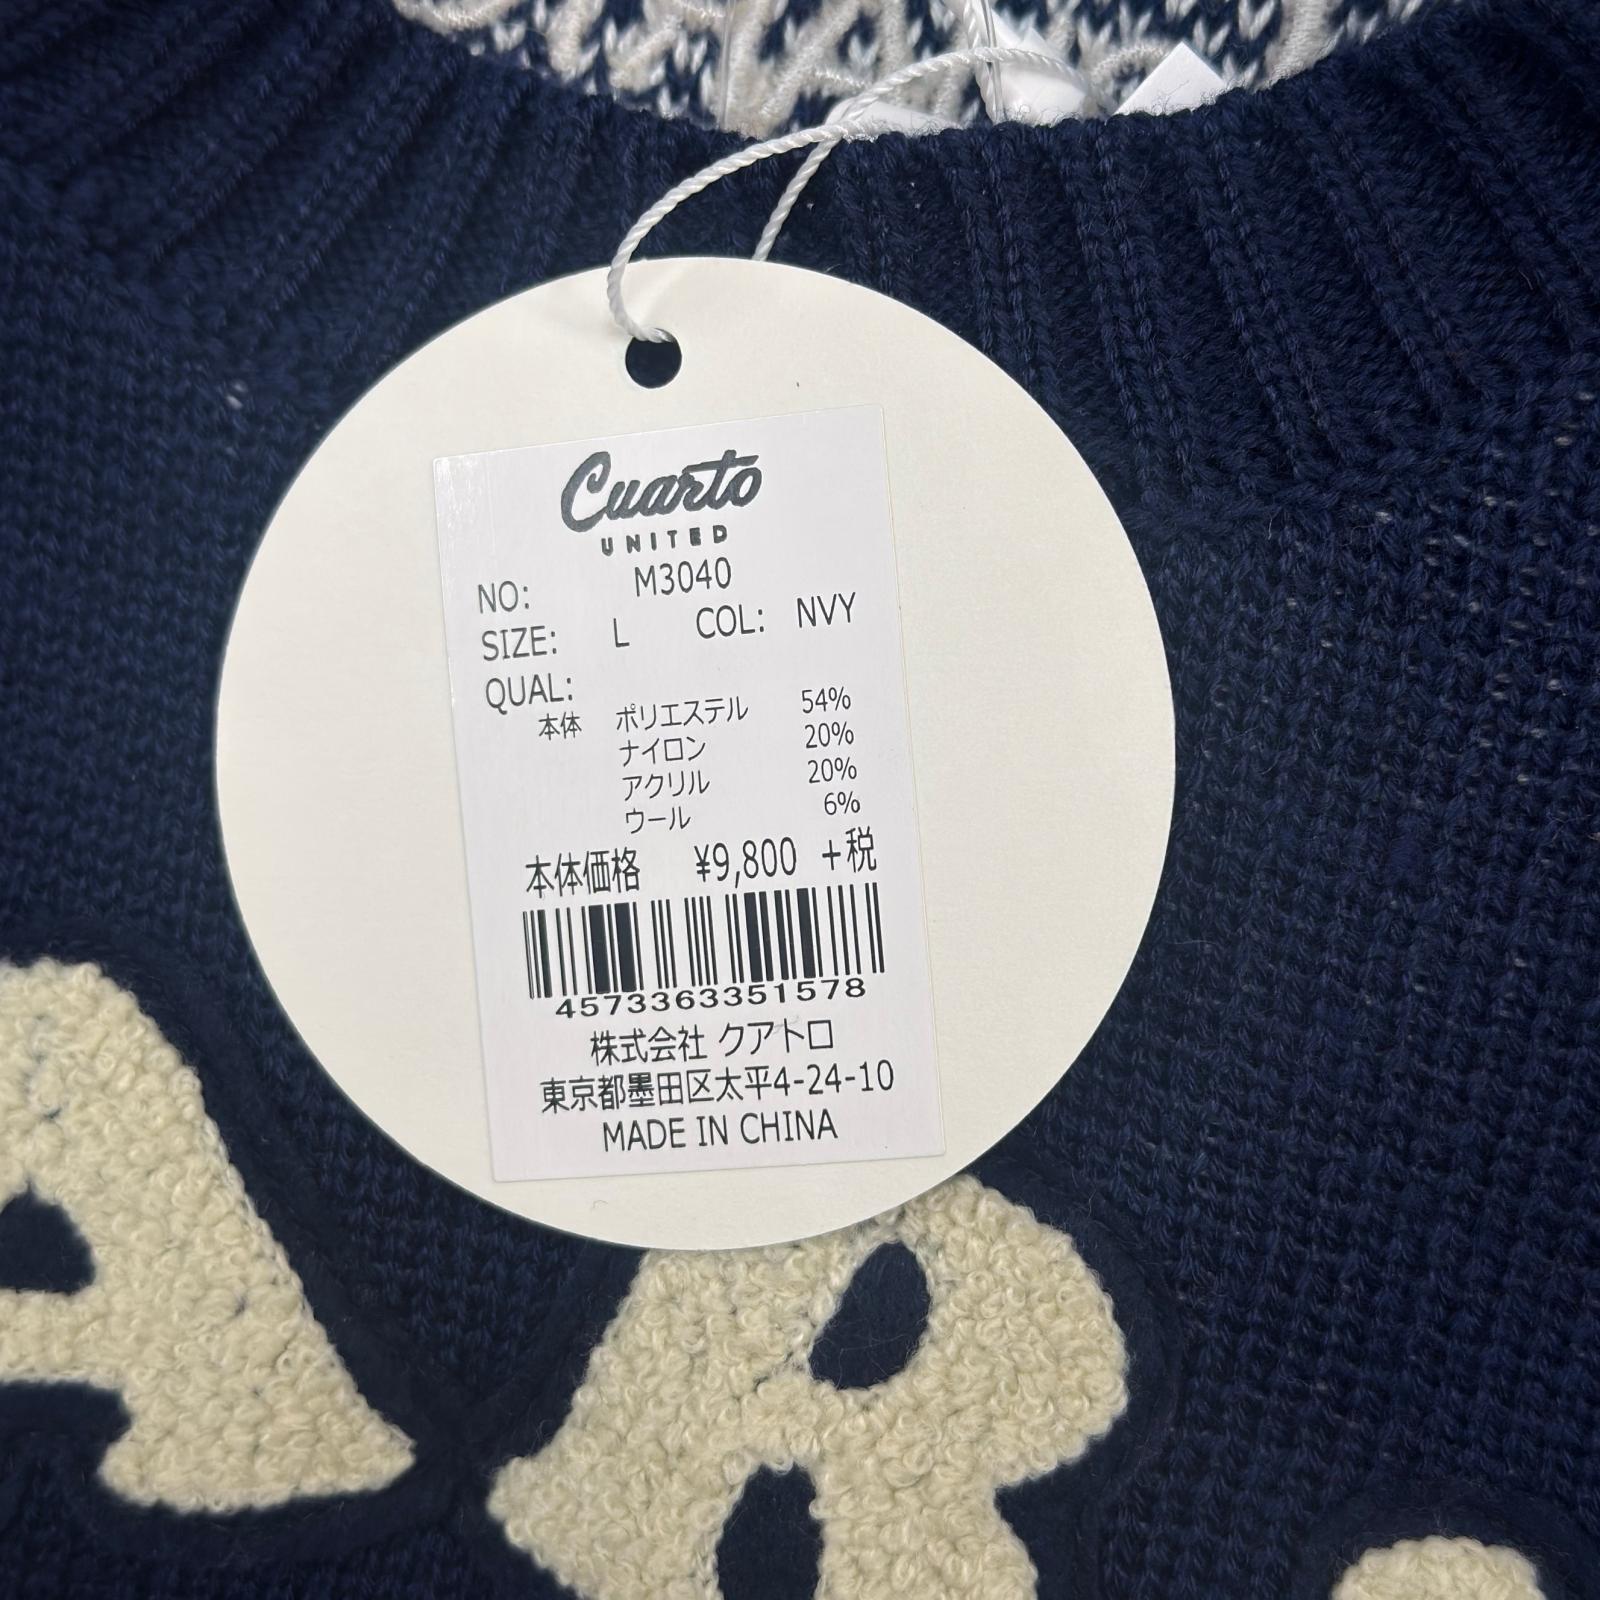 Cuarto
UNITED
NO: M3040
SIZE: L COL: NVY
QUAL:
本体 ポリエステル 54%
ナイロン 20%
アクリル 20%
ウール 6%
本体価格 ¥9,800 +税
4573363351578
株式会社 クアトロ
東京都墨田区太平4-24-10
MADE IN CHINA
A R